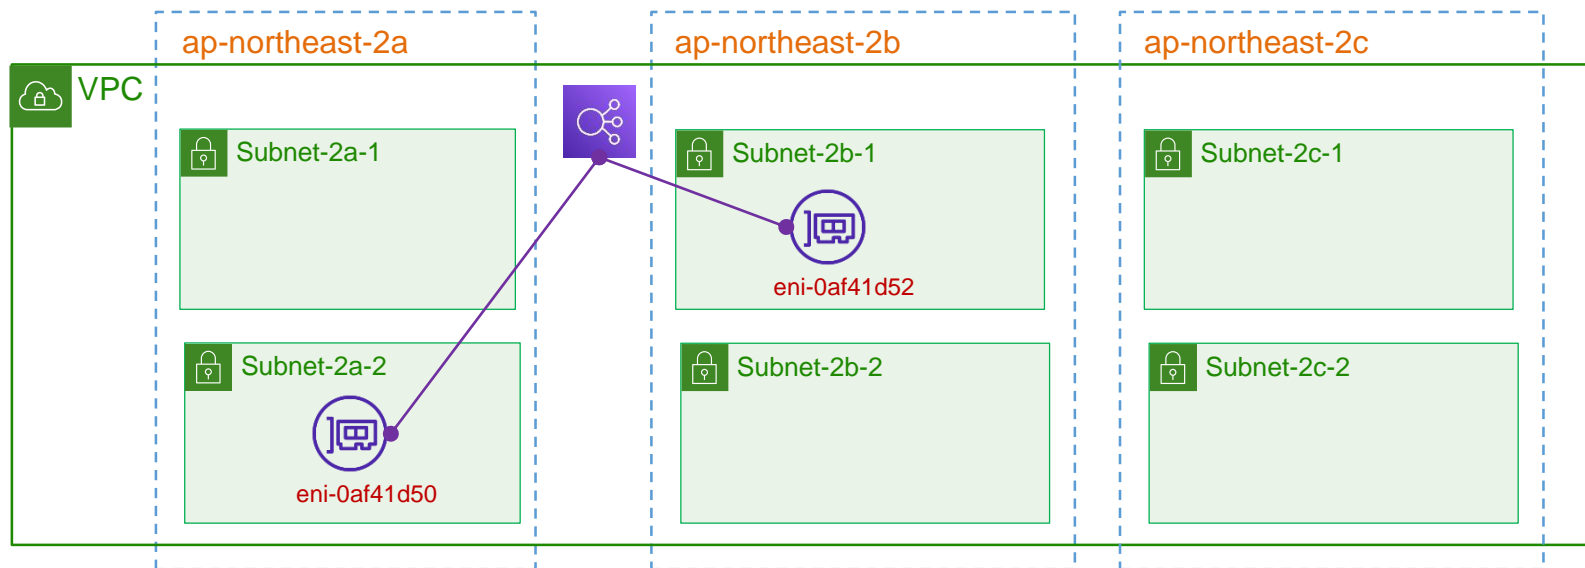 ap-northeast-2a
ap-northeast-2b
ap-northeast-2c
VPC
Subnet-2a-1
Subnet-2b-1
Subnet-2c-1
eni-0af41d52
Subnet-2a-2
Subnet-2b-2
Subnet-2c-2
eni-0af41d50